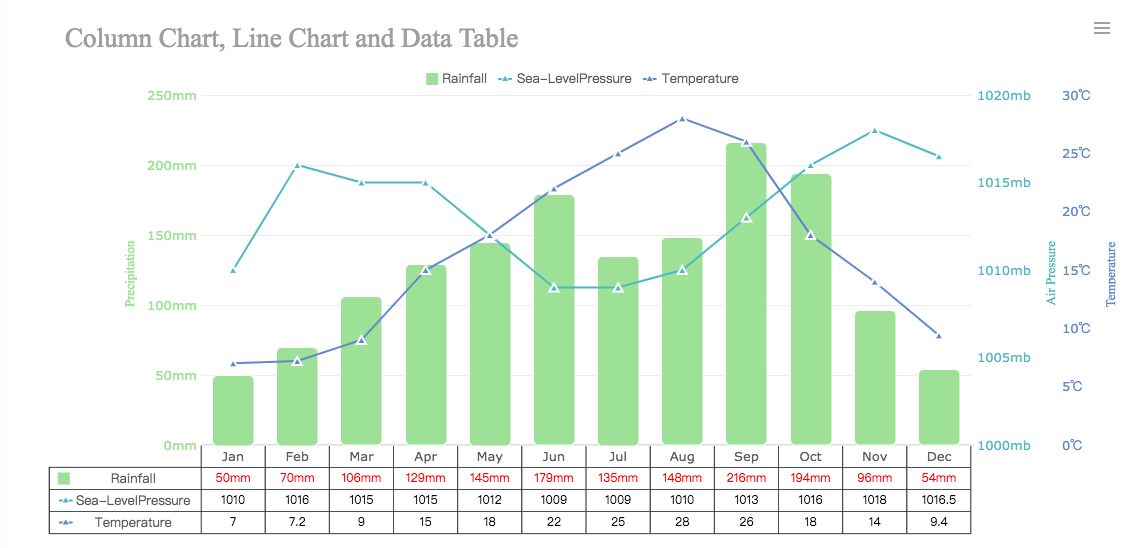 Column Chart, Line Chart and Data Table
Rainfall Sea-LevelPressure Temperature
250mm 1020mb 30℃
200mm 25℃
1015mb
150mm 20℃
Precipitation Air Pressure Temperature
1010mb 15℃
100mm
10℃
1005mb
50mm 5℃
0mm 1000mb 0℃
Jan Feb Mar Apr May Jun Jul Aug Sep Oct Nov Dec
Rainfall 50mm 70mm 106mm 129mm 145mm 179mm 135mm 148mm 216mm 194mm 96mm 54mm
Sea-LevelPressure 1010 1016 1015 1015 1012 1009 1009 1010 1013 1016 1018 1016.5
Temperature 7 7.2 9 15 18 22 25 28 26 18 14 9.4